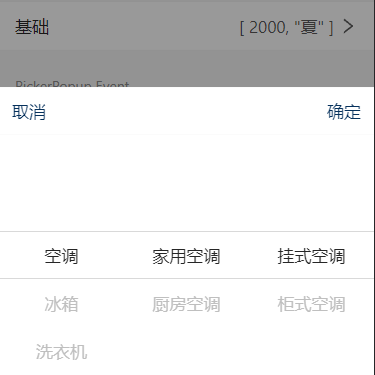 基础 [ 2000, "夏" ]
PickerPopup Event
取消 确定
空调 家用空调 挂式空调
冰箱 厨房空调 柜式空调
洗衣机